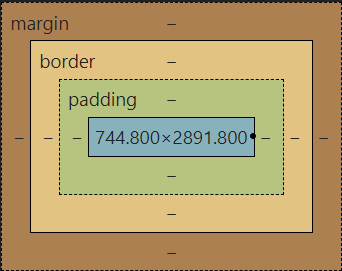 margin –
border –
padding –
– – – 744.800×2891.800 – – –
–
–
–